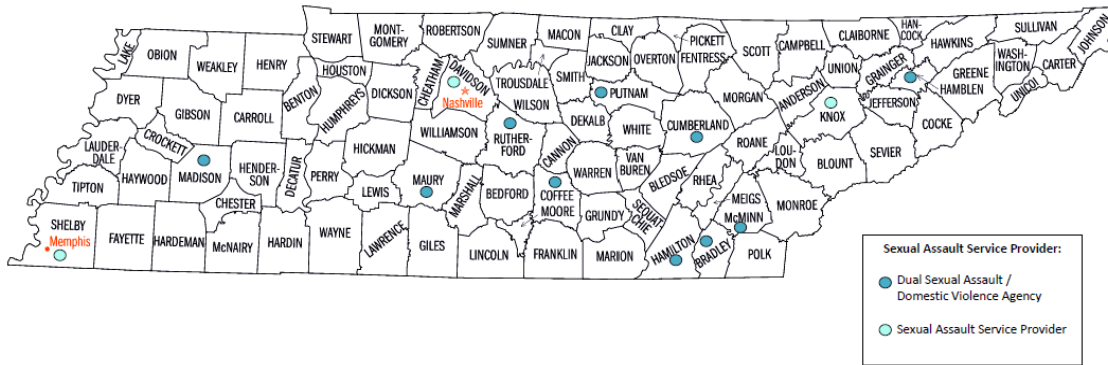 LAKE
OBION
WEAKLEY
HENRY
STEWART
MONT-
GOMERY
ROBERTSON
SUMNER
MACON
CLAY
PICKETT
SCOTT
CAMPBELL
CLAIBORNE
HAN-
COCK
HAWKINS
SULLIVAN
JOHNSON
DYER
GIBSON
CARROLL
BENTON
HOUSTON
HUMPHREYS
DICKSON
CHEATHAM
DAVIDSON
Nashville
TROUSDALE
WILSON
SMITH
JACKSON
OVERTON
FENTRESS
PUTNAM
MORGAN
ANDERSON
UNION
GRAINGER
HAMBLEN
GREENE
WASH-
INGTON
CARTER
UNICOI
LAUDER-
DALE
CROCKETT
HAYWOOD
MADISON
HENDER-
SON
DECATUR
PERRY
HICKMAN
WILLIAMSON
RUTHER-
FORD
CANNON
DEKALB
WHITE
CUMBERLAND
ROANE
LOU-
DON
KNOX
JEFFERSON
COCKE
SEVIER
BLOUNT
TIPTON
CHESTER
LEWIS
MAURY
MARSHALL
BEDFORD
COFFEE
MOORE
WARREN
VAN
BUREN
BLEDSOE
RHEA
MEIGS
McMINN
MONROE
SHELBY
Memphis
FAYETTE
HARDEMAN
McNAIRY
HARDIN
WAYNE
LAWRENCE
GILES
LINCOLN
FRANKLIN
GRUNDY
SEQUAT
CHIE
MARION
HAMILTON
BRADLEY
POLK
Sexual Assault Service Provider:
Dual Sexual Assault /
Domestic Violence Agency
Sexual Assault Service Provider